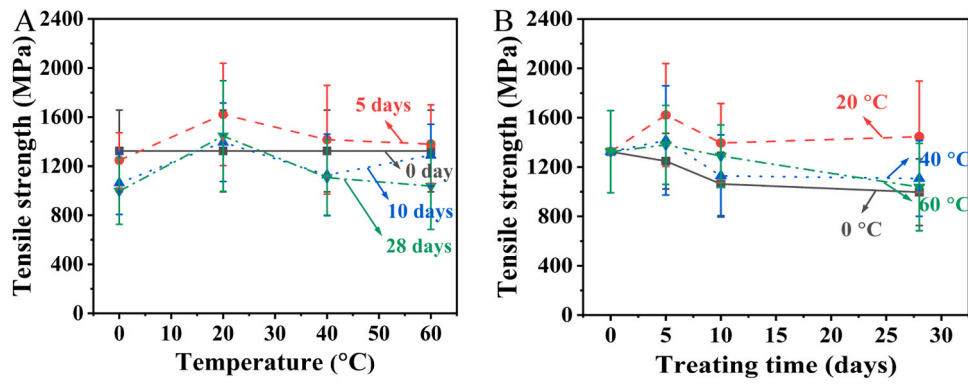 A
Tensile strength (MPa)
2400
2000
1600
1200
800
400
0
0 10 20 30 40 50 60
Temperature (°C)
5 days
0 day
10 days
28 days
B
Tensile strength (MPa)
2400
2000
1600
1200
800
400
0
0 5 10 15 20 25 30
Treating time (days)
20 °C
40 °C
60 °C
0 °C